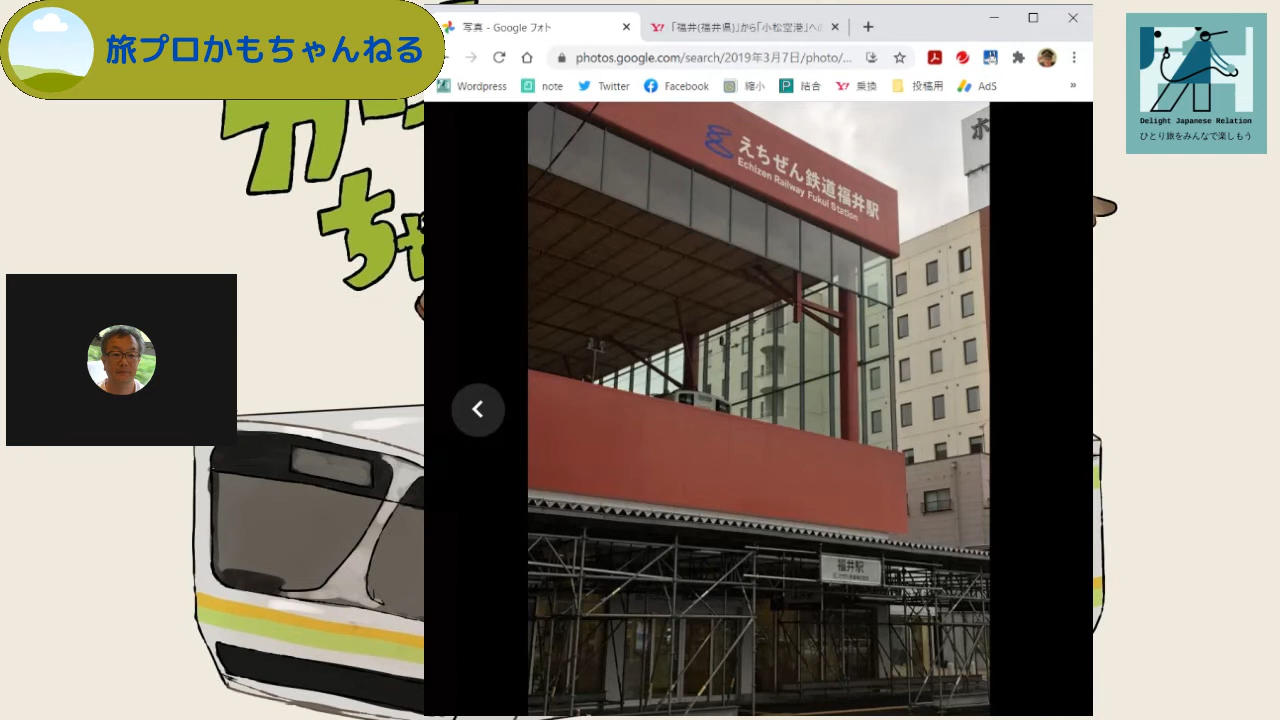 旅プロかもちゃんねる
写真 - Google フォト
「福井(福井県)」から「小松空港」への
photos.google.com/search/2019年3月7日/photo/...
Wordpress
note
Twitter
Facebook
縮小
結合
乗換
投稿用
AdS
»
えちぜん鉄道福井駅
Echizen Railway Fukui Station
水
福井駅
ち
Delight Japanese Relation
ひとり旅をみんなで楽しもう